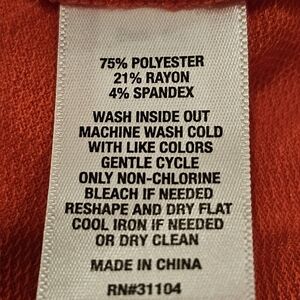 75% POLYESTER
21% RAYON
4% SPANDEX
WASH INSIDE OUT
MACHINE WASH COLD
WITH LIKE COLORS
GENTLE CYCLE
ONLY NON-CHLORINE
BLEACH IF NEEDED
RESHAPE AND DRY FLAT
COOL IRON IF NEEDED
OR DRY CLEAN
MADE IN CHINA
RN#31104